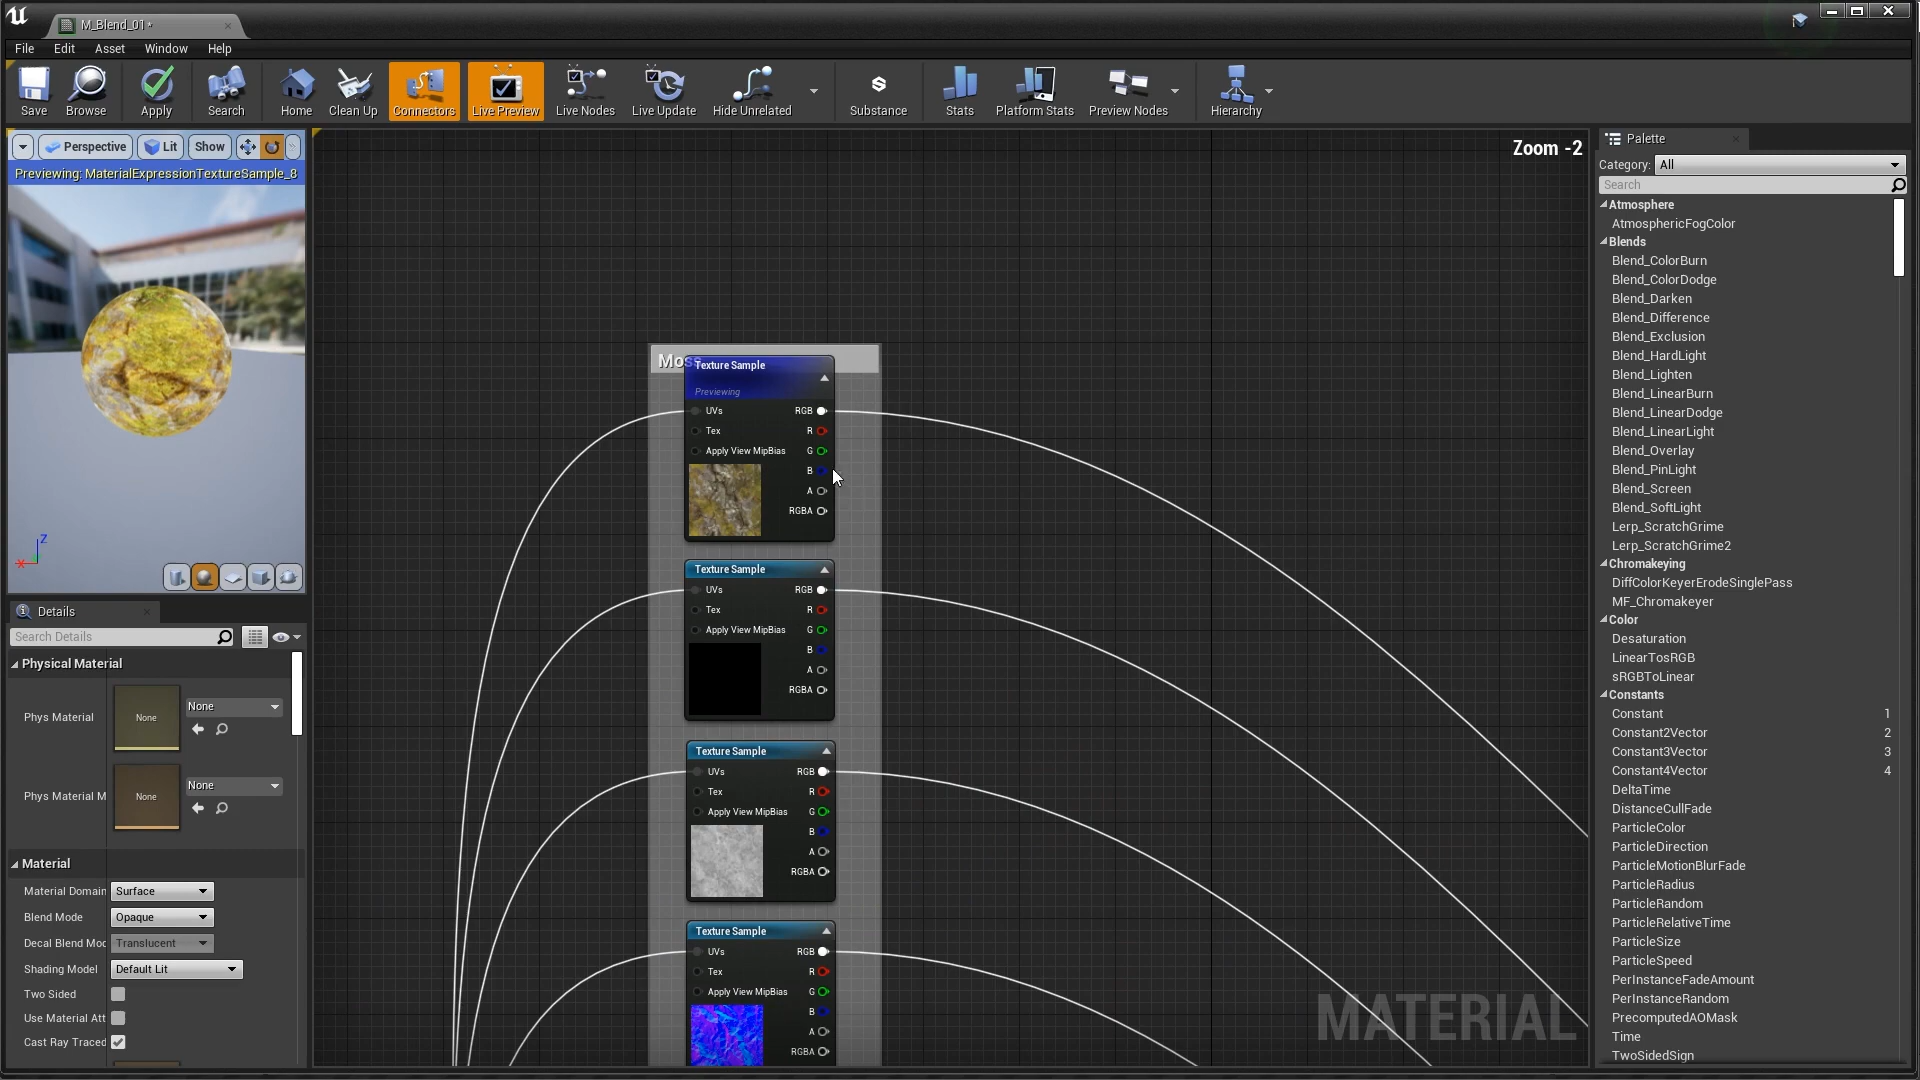 M_Blend_01*
File Edit Asset Window Help
Save Browse Apply Search Home Clean Up Connectors Live Preview Live Nodes Live Update Hide Unrelated Substance Stats Platform Stats Preview Nodes Hierarchy
Perspective Lit Show
Previewing: MaterialExpressionTextureSample_8
Z
X
Details
Search Details
Physical Material
Phys Material
None
None
Phys Material M
None
None
Material
Material Domain
Surface
Blend Mode
Opaque
Decal Blend Moc
Translucent
Shading Model
Default Lit
Two Sided
Use Material Att
Cast Ray Traced
Zoom -2
Texture Sample
Previewing
UVs RGB
Tex R
Apply View MipBias G
B
A
RGBA
Texture Sample
UVs RGB
Tex R
Apply View MipBias G
B
A
RGBA
Texture Sample
UVs RGB
Tex R
Apply View MipBias G
B
A
RGBA
Texture Sample
UVs RGB
Tex R
Apply View MipBias G
B
A
RGBA
MATERIAL
Palette
Category: All
Search
Atmosphere
AtmosphericFogColor
Blends
Blend_ColorBurn
Blend_ColorDodge
Blend_Darken
Blend_Difference
Blend_Exclusion
Blend_HardLight
Blend_Lighten
Blend_LinearBurn
Blend_LinearDodge
Blend_LinearLight
Blend_Overlay
Blend_PinLight
Blend_Screen
Blend_SoftLight
Lerp_ScratchGrime
Lerp_ScratchGrime2
Chromakeying
DiffColorKeyerErodeSinglePass
MF_Chromakeyer
Color
Desaturation
LinearTosRGB
sRGBToLinear
Constants
Constant 1
Constant2Vector 2
Constant3Vector 3
Constant4Vector 4
DeltaTime
DistanceCullFade
ParticleColor
ParticleDirection
ParticleMotionBlurFade
ParticleRadius
ParticleRandom
ParticleRelativeTime
ParticleSize
ParticleSpeed
PerInstanceFadeAmount
PerInstanceRandom
PrecomputedAOMask
Time
TwoSidedSign